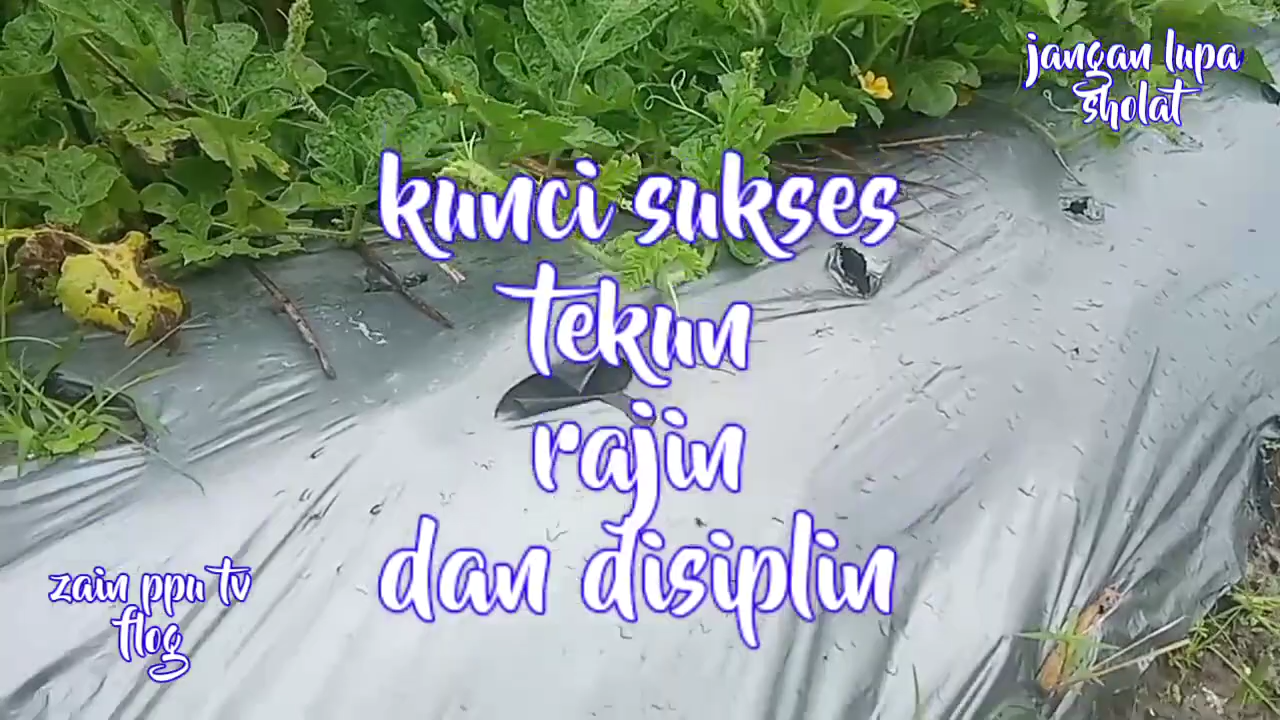 jangan lupa
sholat
kunci sukses
tekun
rajin
dan disiplin
zain ppu tv
flog